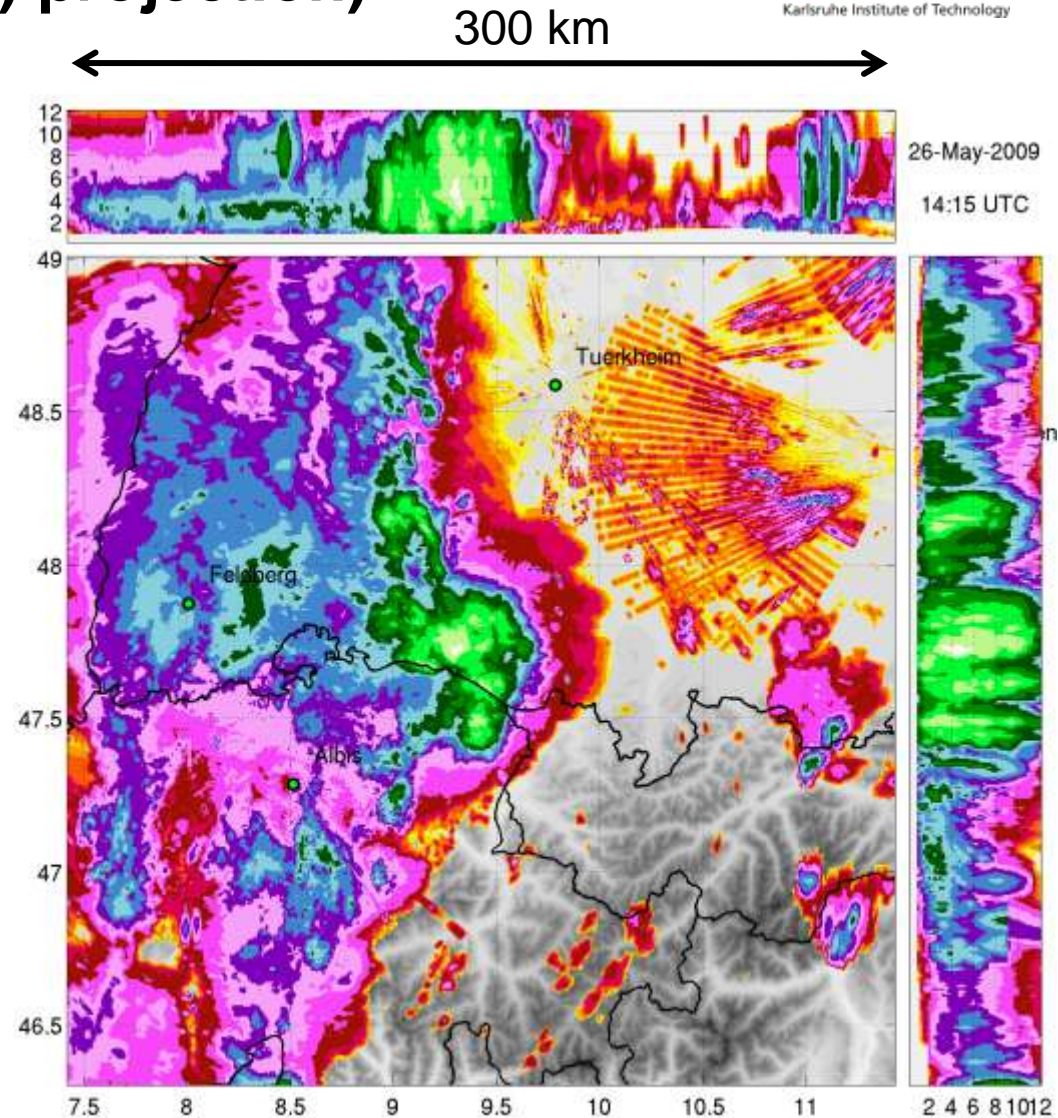 ) projection)
Karlsruhe Institute of Technology
300 km
12
10
8
6
4
2
26-May-2009
14:15 UTC
49
48.5
48
47.5
47
46.5
Tuerkheim
Feldberg
Albis
en
7.5 8 8.5 9 9.5 10 10.5 11
2 4 6 8 10 12